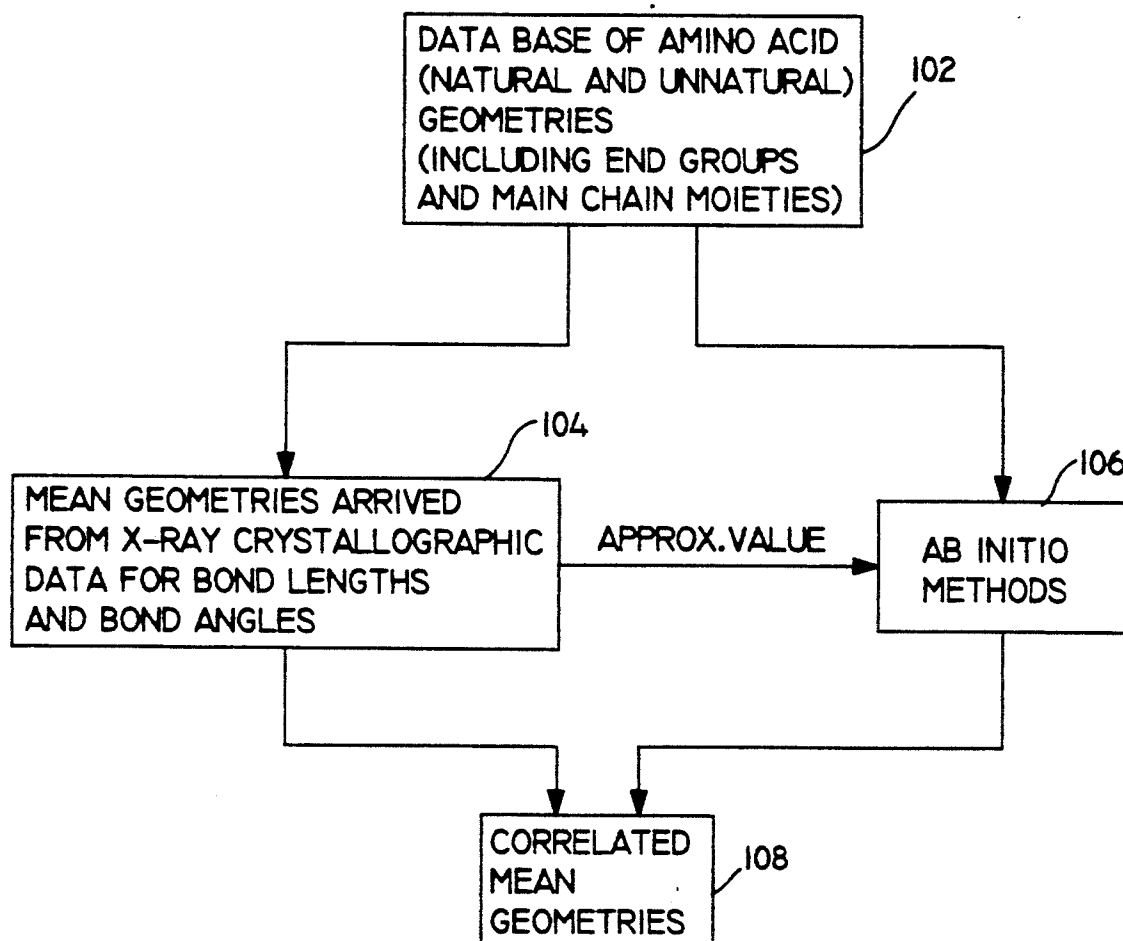 DATA BASE OF AMINO ACID
(NATURAL AND UNNATURAL)
GEOMETRIES
(INCLUDING END GROUPS
AND MAIN CHAIN MOIETIES)
102
104
MEAN GEOMETRIES ARRIVED
FROM X-RAY CRYSTALLOGRAPHIC
DATA FOR BOND LENGTHS
AND BOND ANGLES
APPROX.VALUE
106
AB INITIO
METHODS
CORRELATED
MEAN
GEOMETRIES
108